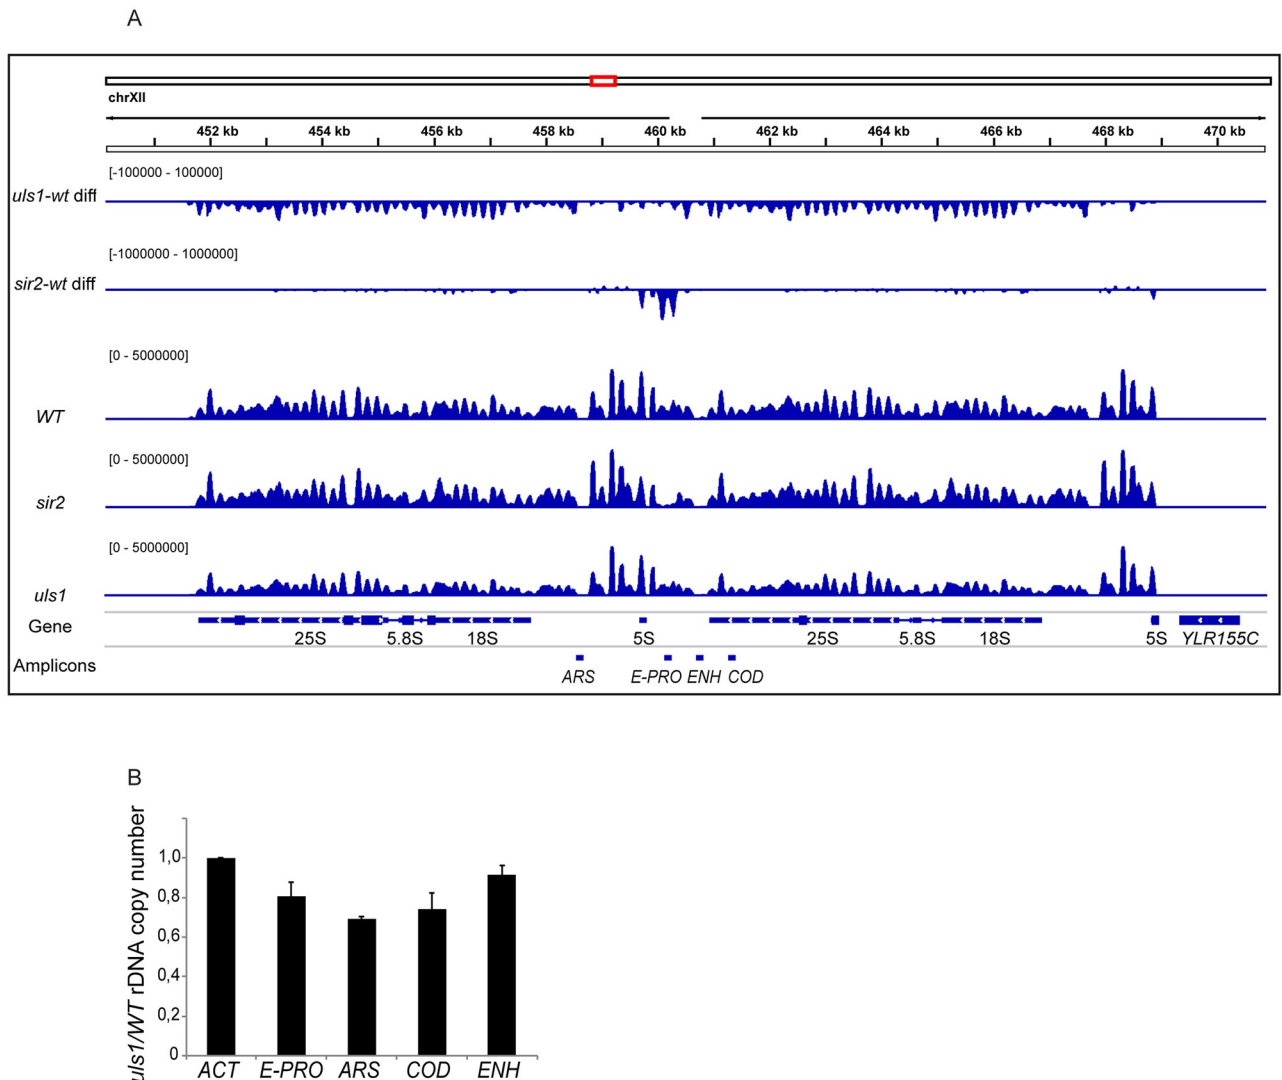 A
chrXII
452 kb 454 kb 456 kb 458 kb 460 kb 462 kb 464 kb 466 kb 468 kb 470 kb
[-100000 - 100000]
uls1-wt diff
[-1000000 - 1000000]
sir2-wt diff
[0 - 5000000]
WT
[0 - 5000000]
sir2
[0 - 5000000]
uls1
Gene
25S 5.8S 18S 5S 25S 5.8S 18S 5S YLR155C
Amplicons
ARS E-PRO ENH COD
B
uls1/WT rDNA copy number
1,0
0,8
0,6
0,4
0,2
0
ACT E-PRO ARS COD ENH